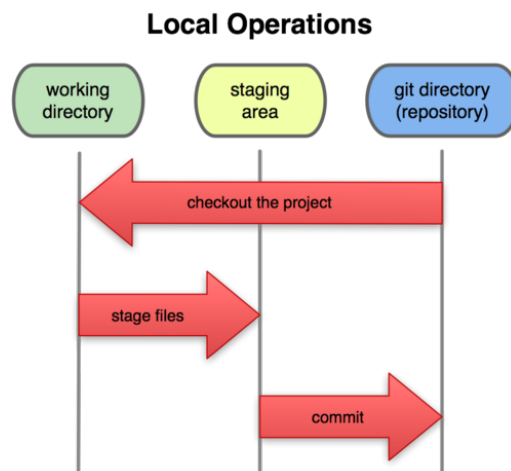 Local Operations
working
directory
staging
area
git directory
(repository)
checkout the project
stage files
commit